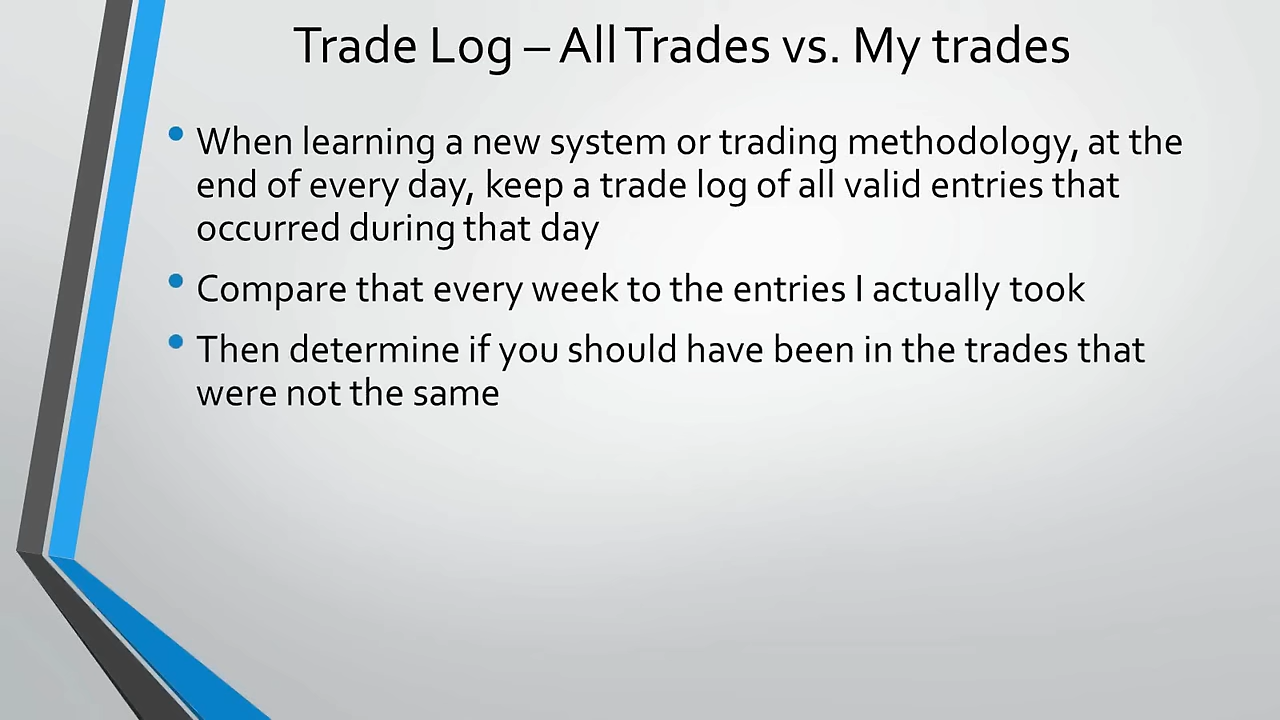 Trade Log – All Trades vs. My trades
• When learning a new system or trading methodology, at the
end of every day, keep a trade log of all valid entries that
occurred during that day
• Compare that every week to the entries I actually took
• Then determine if you should have been in the trades that
were not the same